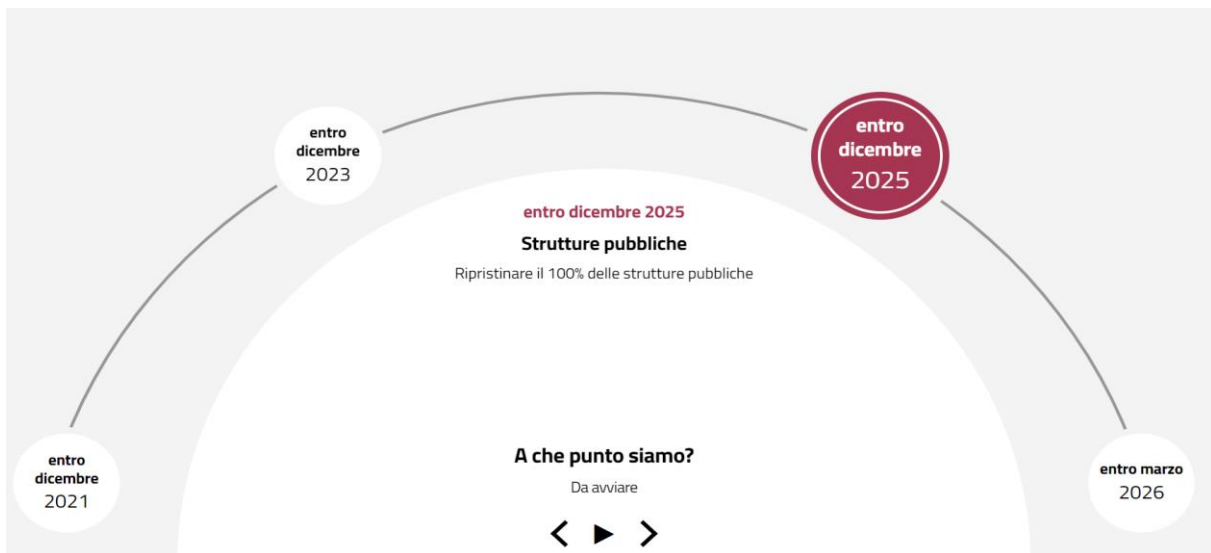 entro
dicembre
2023
entro
dicembre
2025
entro dicembre 2025
Strutture pubbliche
Ripristinare il 100% delle strutture pubbliche
A che punto siamo?
Da avviare
entro
dicembre
2021
entro marzo
2026